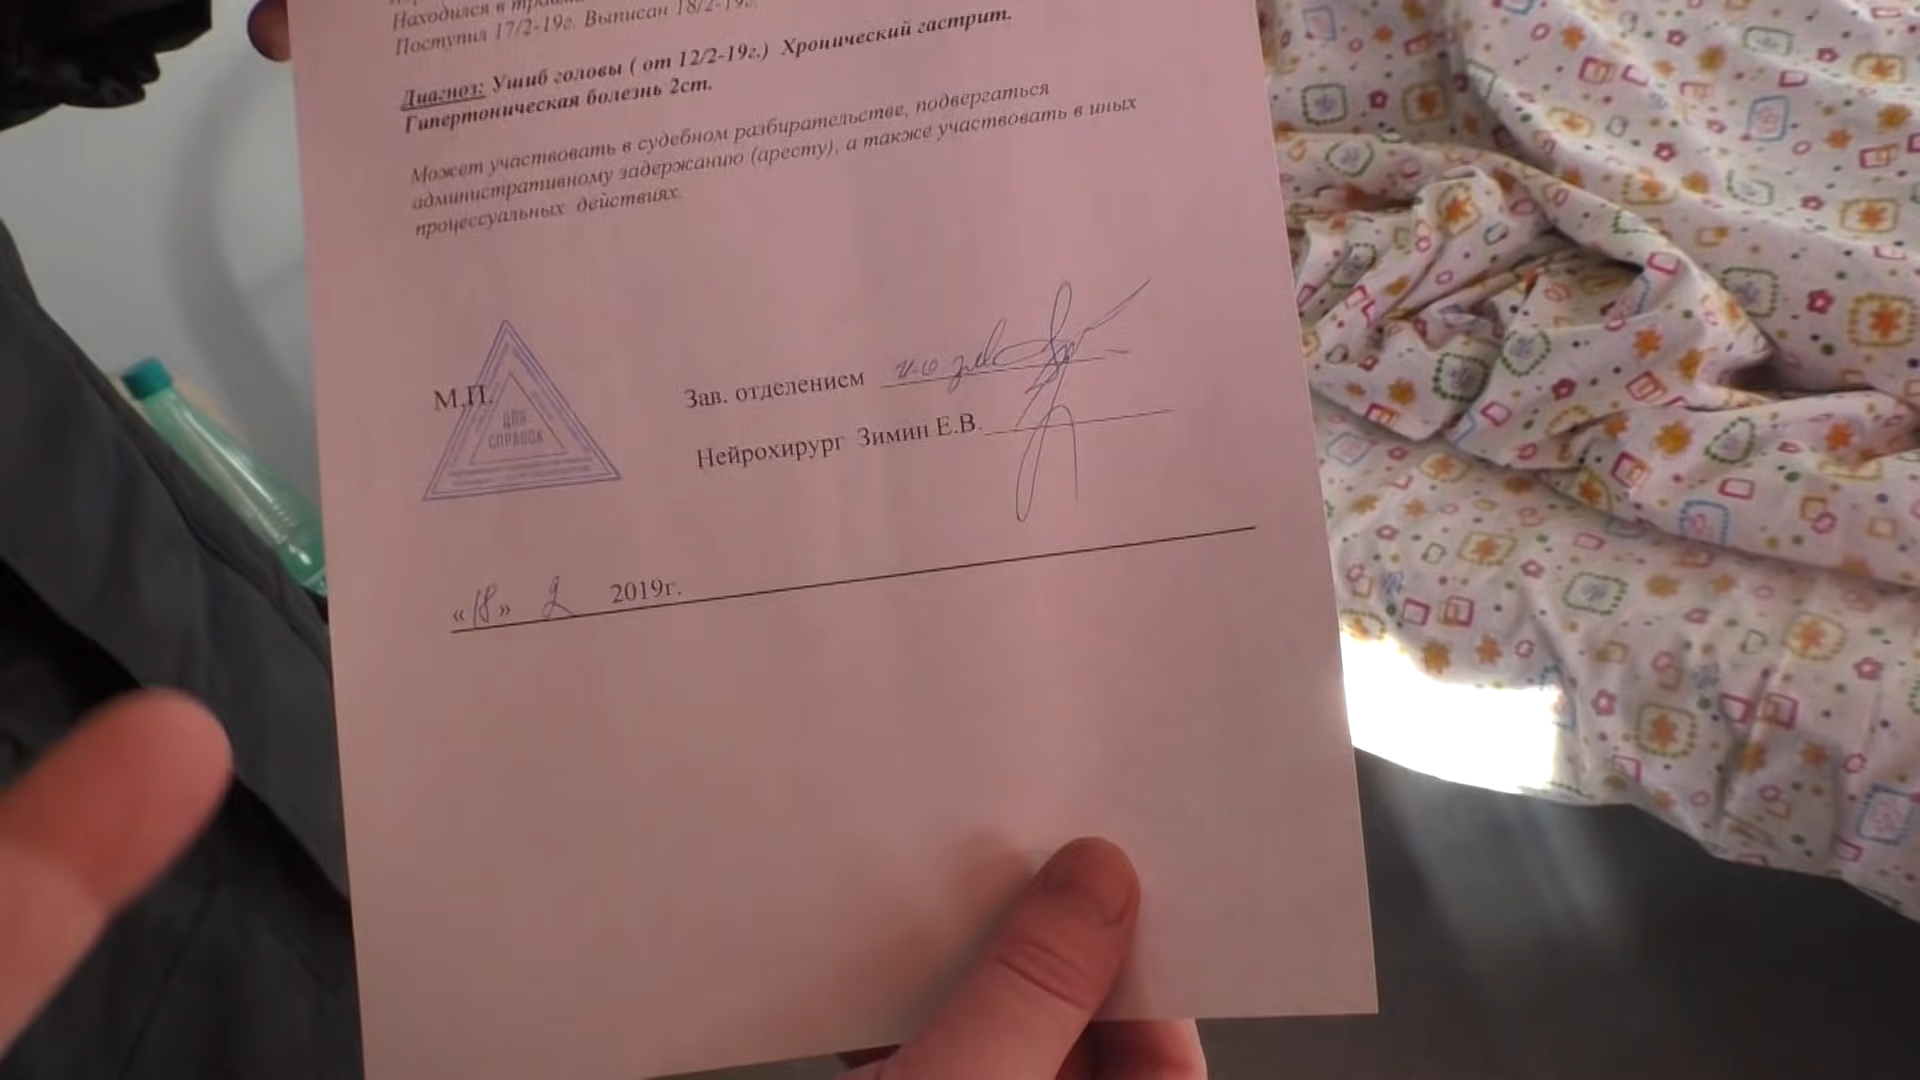 Находился в
Поступил 17/2-19г. Выписан 18/2-19г.
Диагноз: Ушиб головы ( от 12/2-19г.) Хронический гастрит.
Гипертоническая болезнь 2ст.
Может участвовать в судебном разбирательстве, подвергаться
административному задержанию (аресту), а также участвовать в иных
процессуальных действиях.
М.П.
ДЛЯ
СПРАВОК
Зав. отделением и.о
Нейрохирург Зимин Е.В.
«18» 2 2019г.